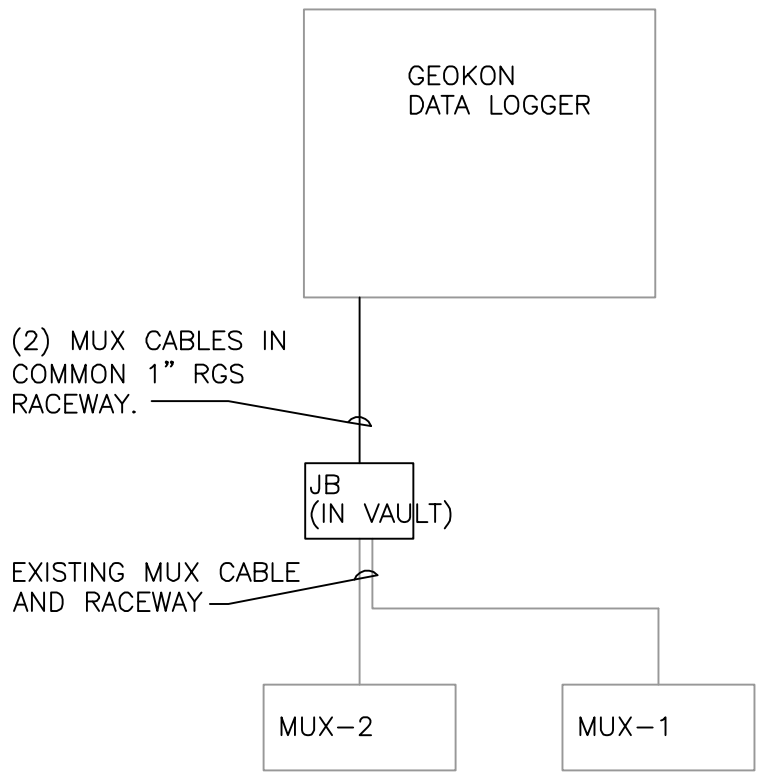 GEOKON
DATA LOGGER
(2) MUX CABLES IN
COMMON 1” RGS
RACEWAY.
JB
(IN VAULT)
EXISTING MUX CABLE
AND RACEWAY
MUX-2
MUX-1